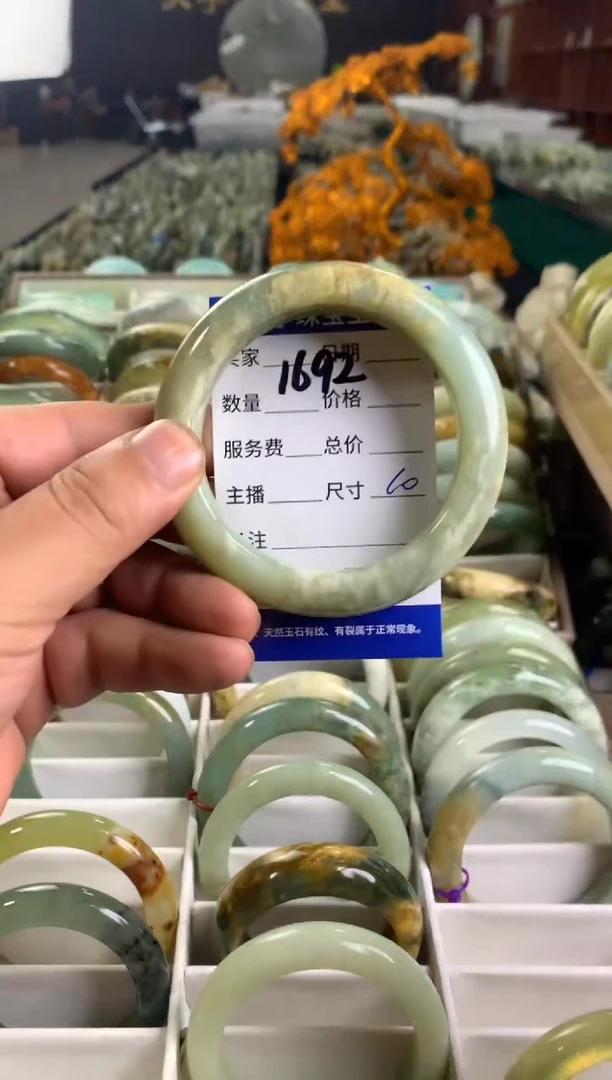 1692
卖家 日期
数量 价格
服务费 总价
主播 尺寸 60
注
天然玉石有纹、有裂属于正常现象。